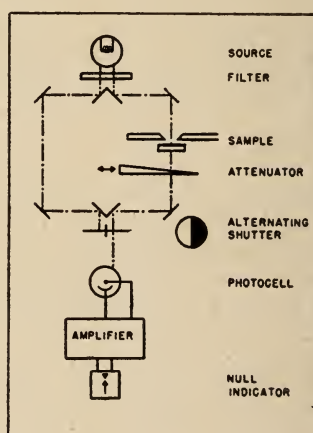 SOURCE
FILTER
SAMPLE
ATTENUATOR
ALTERNATING
SHUTTER
PHOTOCELL
AMPLIFIER
NULL
INDICATOR